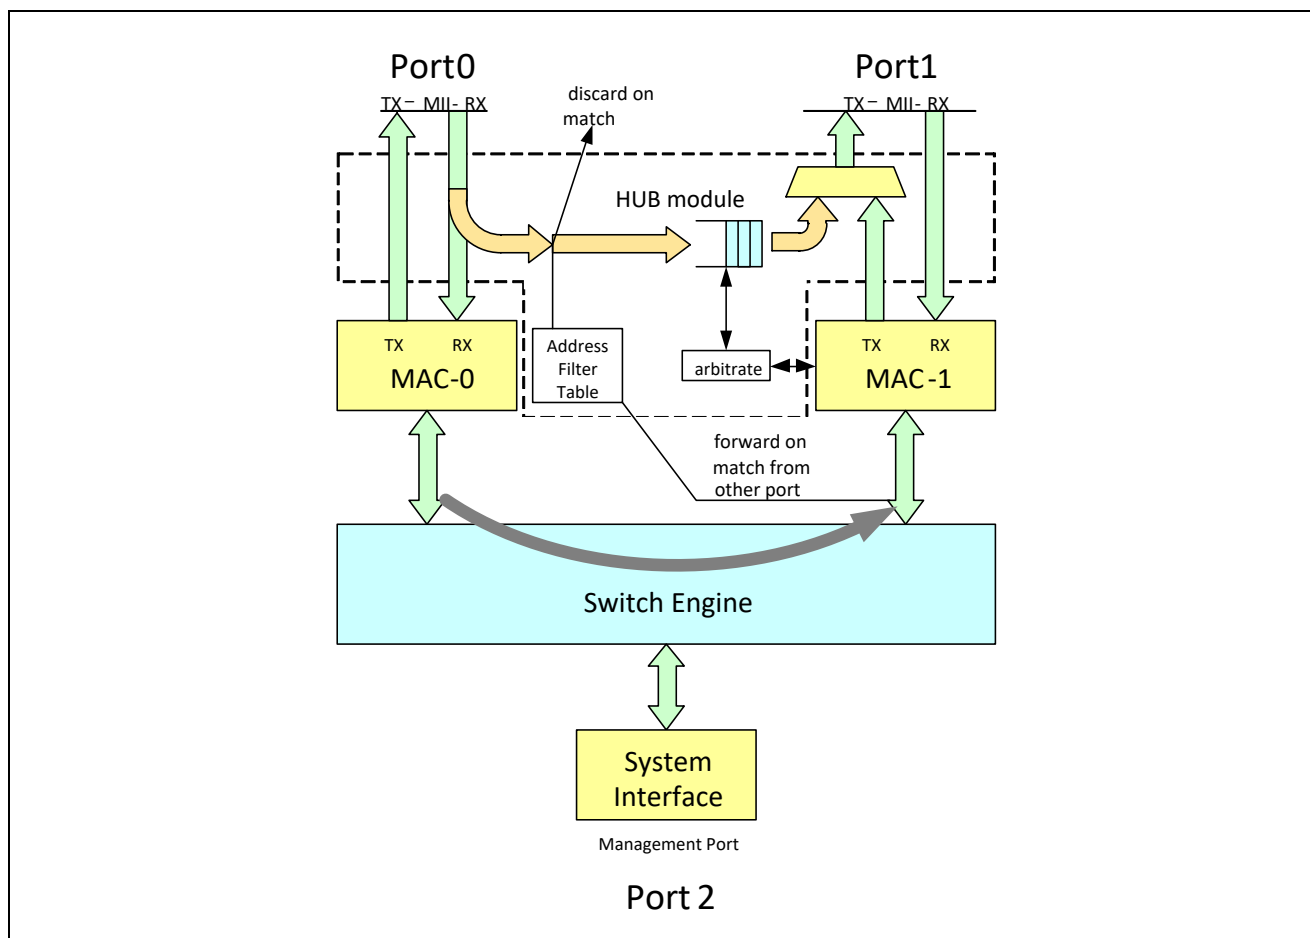 Port0
Port1
TX – MII - RX
TX – MII - RX
discard on
match
HUB module
TX RX
MAC-0
Address
Filter
Table
arbitrate
TX RX
MAC -1
forward on
match from
other port
Switch Engine
System
Interface
Management Port
Port 2